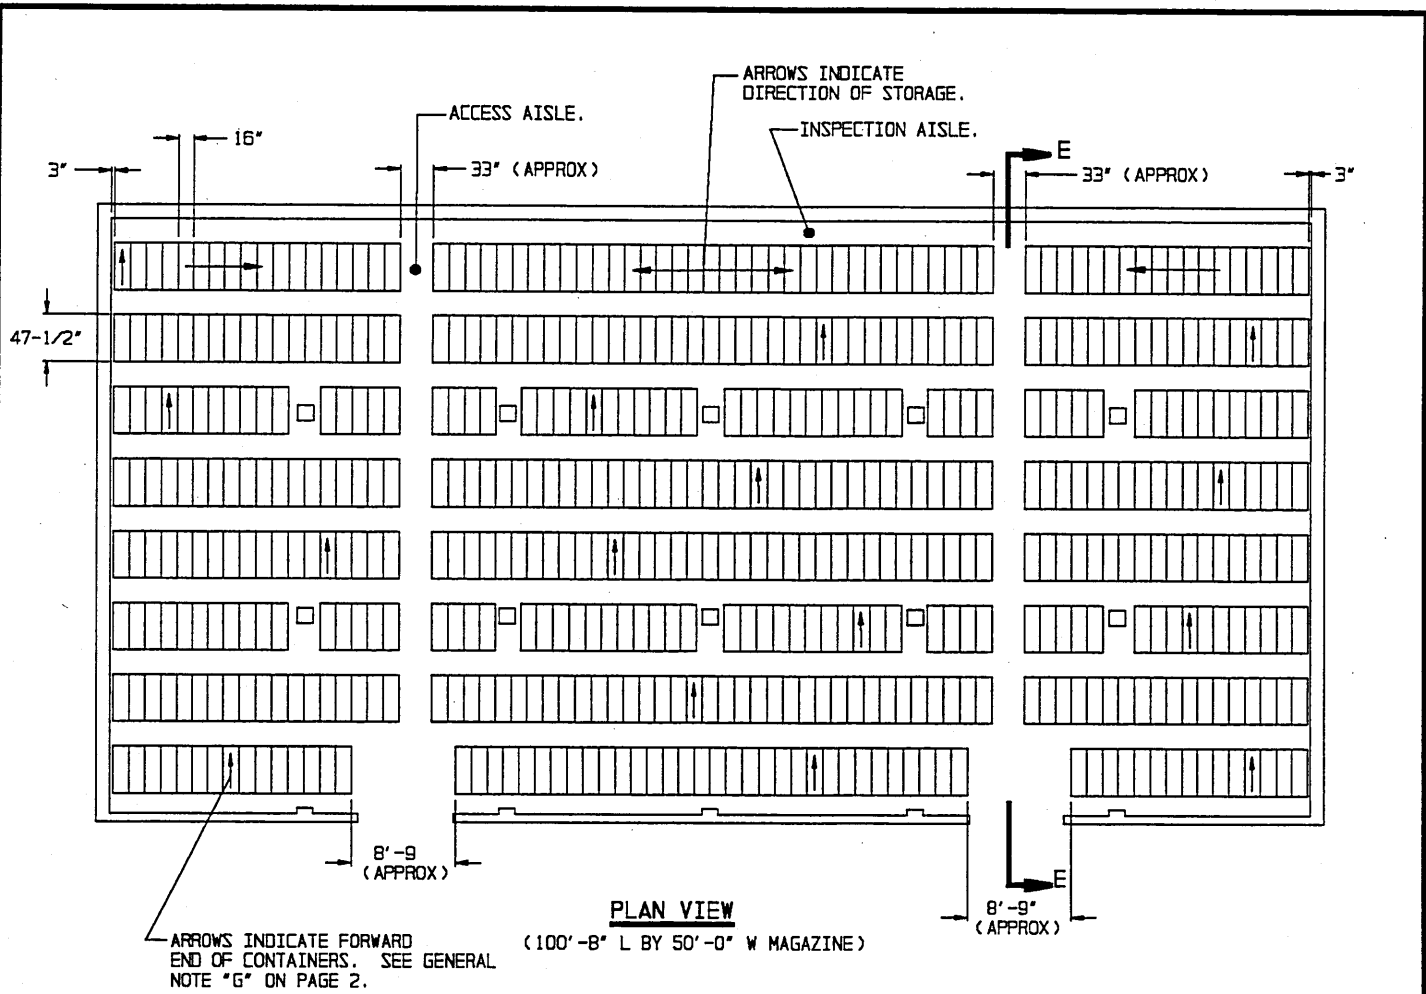 ARROWS INDICATE
DIRECTION OF STORAGE.
ACCESS AISLE.
INSPECTION AISLE.
16"
3"
33" (APPROX)
E
33" (APPROX)
3"
47-1/2"
8'-9
(APPROX)
E
8'-9"
(APPROX)
PLAN VIEW
(100'-8" L BY 50'-0" W MAGAZINE)
ARROWS INDICATE FORWARD
END OF CONTAINERS. SEE GENERAL
NOTE "G" ON PAGE 2.